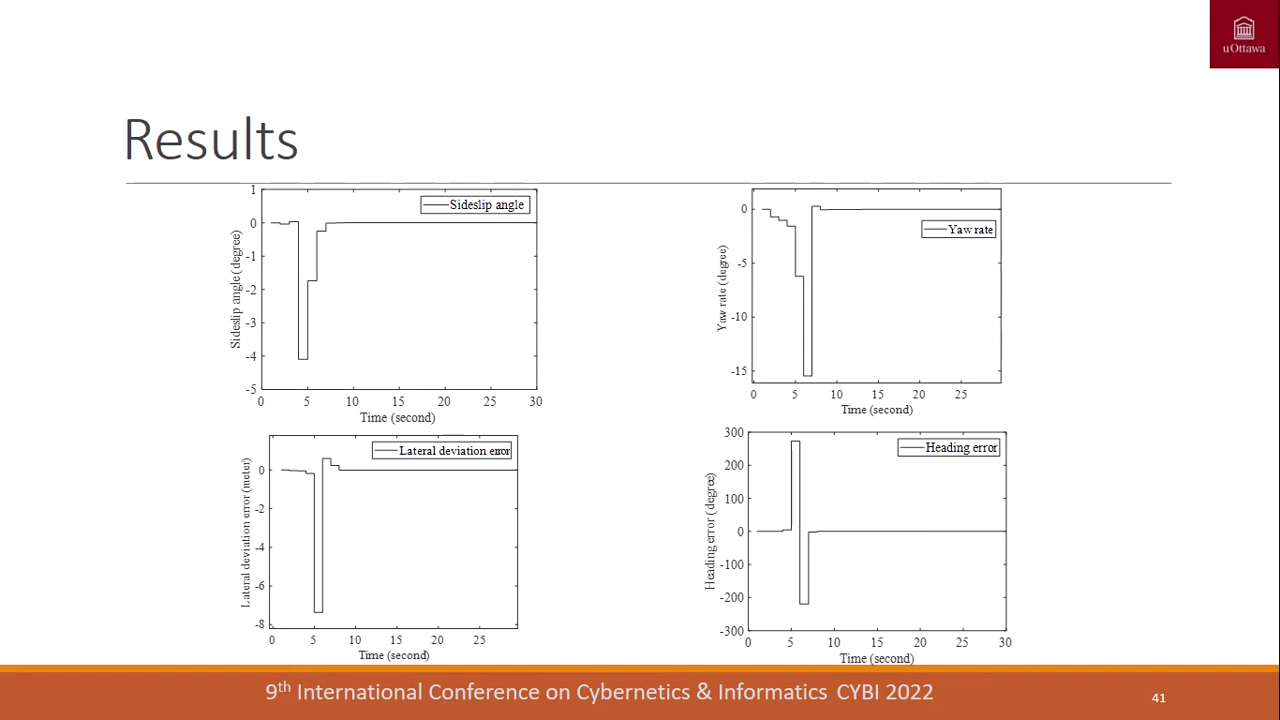 uOttawa
Results
Sideslip angle
1
0
-1
-2
-3
-4
-5
Sideslip angle (degree)
0 5 10 15 20 25 30
Time (second)
Yaw rate
0
-5
-10
-15
Yaw rate (degree)
0 5 10 15 20 25
Time (second)
Lateral deviation error
0
-2
-4
-6
-8
Lateral deviation error (meter)
0 5 10 15 20 25
Time (second)
Heading error
300
200
100
0
-100
-200
-300
Heading error (degree)
0 5 10 15 20 25 30
Time (second)
9th International Conference on Cybernetics & Informatics CYBI 2022
41